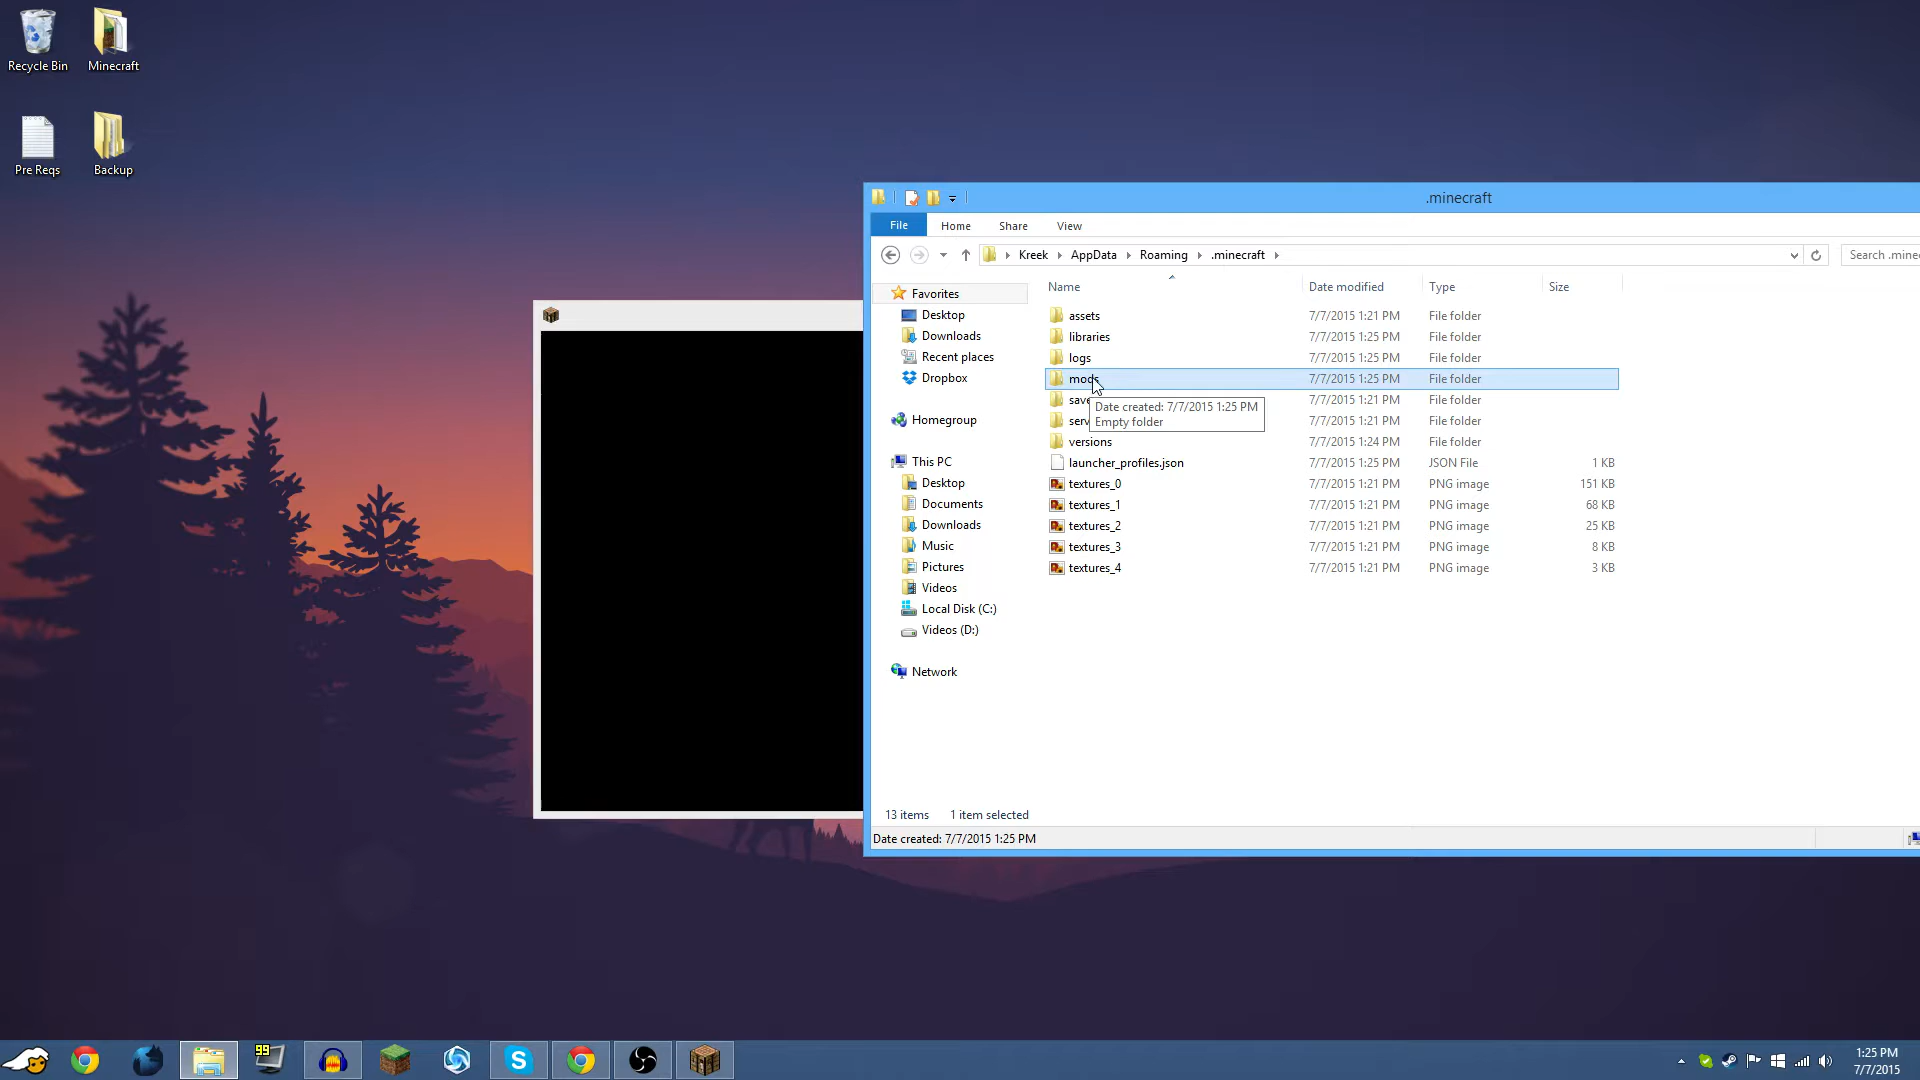 Recycle Bin
Minecraft
Pre Reqs
Backup
.minecraft
File
Home
Share
View
Kreek
AppData
Roaming
.minecraft
Search .mine
Favorites
Desktop
Downloads
Recent places
Dropbox
Homegroup
This PC
Desktop
Documents
Downloads
Music
Pictures
Videos
Local Disk (C:)
Videos (D:)
Network
Name Date modified Type Size
assets 7/7/2015 1:21 PM File folder
libraries 7/7/2015 1:25 PM File folder
logs 7/7/2015 1:25 PM File folder
mods 7/7/2015 1:25 PM File folder
save 7/7/2015 1:21 PM File folder
serv 7/7/2015 1:21 PM File folder
Date created: 7/7/2015 1:25 PM
Empty folder
versions 7/7/2015 1:24 PM File folder
launcher_profiles.json 7/7/2015 1:25 PM JSON File 1 KB
textures_0 7/7/2015 1:21 PM PNG image 151 KB
textures_1 7/7/2015 1:21 PM PNG image 68 KB
textures_2 7/7/2015 1:21 PM PNG image 25 KB
textures_3 7/7/2015 1:21 PM PNG image 8 KB
textures_4 7/7/2015 1:21 PM PNG image 3 KB
13 items 1 item selected
Date created: 7/7/2015 1:25 PM
99
1:25 PM
7/7/2015